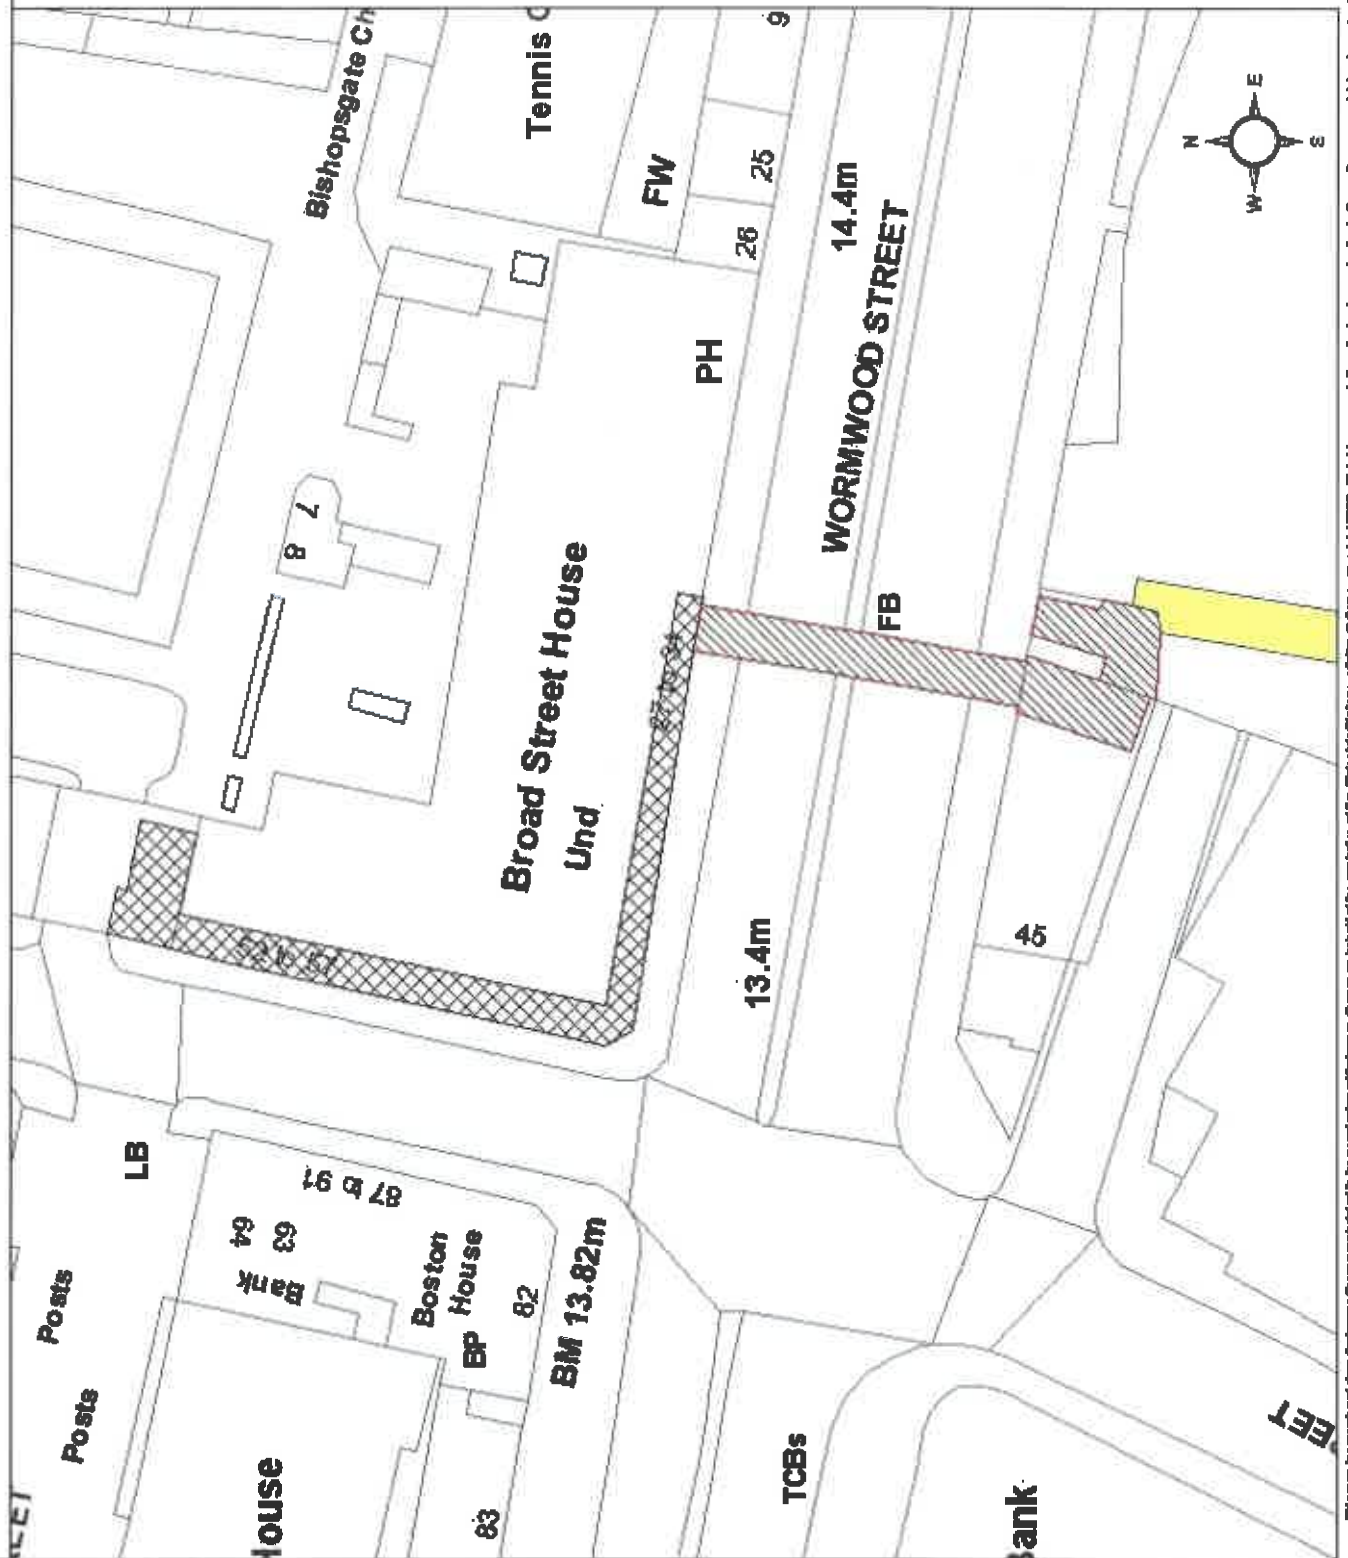 Bishopsgate Ch
Tennis C
FW
25
26
9
14.4m
WORMWOOD STREET
PH
7
8
FB
Broad Street House
Und
13.4m
45
LB
87 to 91
64
63
Bank
Boston
House
82
BP
BM 13.82m
Posts
Posts
House
83
TCBs
Bank
REET
N
E
S
W